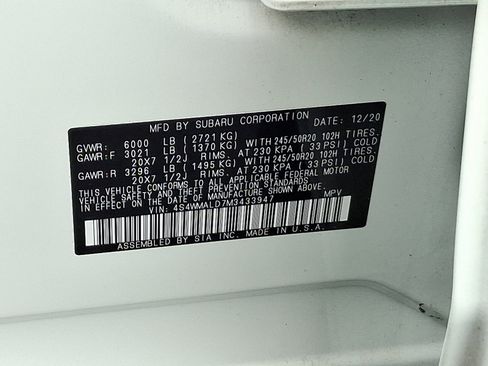 MFD BY SUBARU CORPORATION DATE: 12/20
GVWR: 6000 LB ( 2721 KG)
GAWR:F 3021 LB ( 1370 KG) WITH 245/50R20 102H TIRES.
20X7 1/2J RIMS. AT 230 KPA ( 33 PSI) COLD
GAWR:R 3296 LB ( 1495 KG) WITH 245/50R20 102H TIRES.
20X7 1/2J RIMS. AT 230 KPA ( 33 PSI) COLD
THIS VEHICLE CONFORMS TO ALL APPLICABLE FEDERAL MOTOR
VEHICLE SAFETY AND THEFT PREVENTION STANDARDS
IN EFFECT ON THE DATE OF MANUFACTURE SHOWN ABOVE.
VIN: 4S4WMALD7M3433947 MPV
ASSEMBLED BY SIA INC. MADE IN U.S.A.